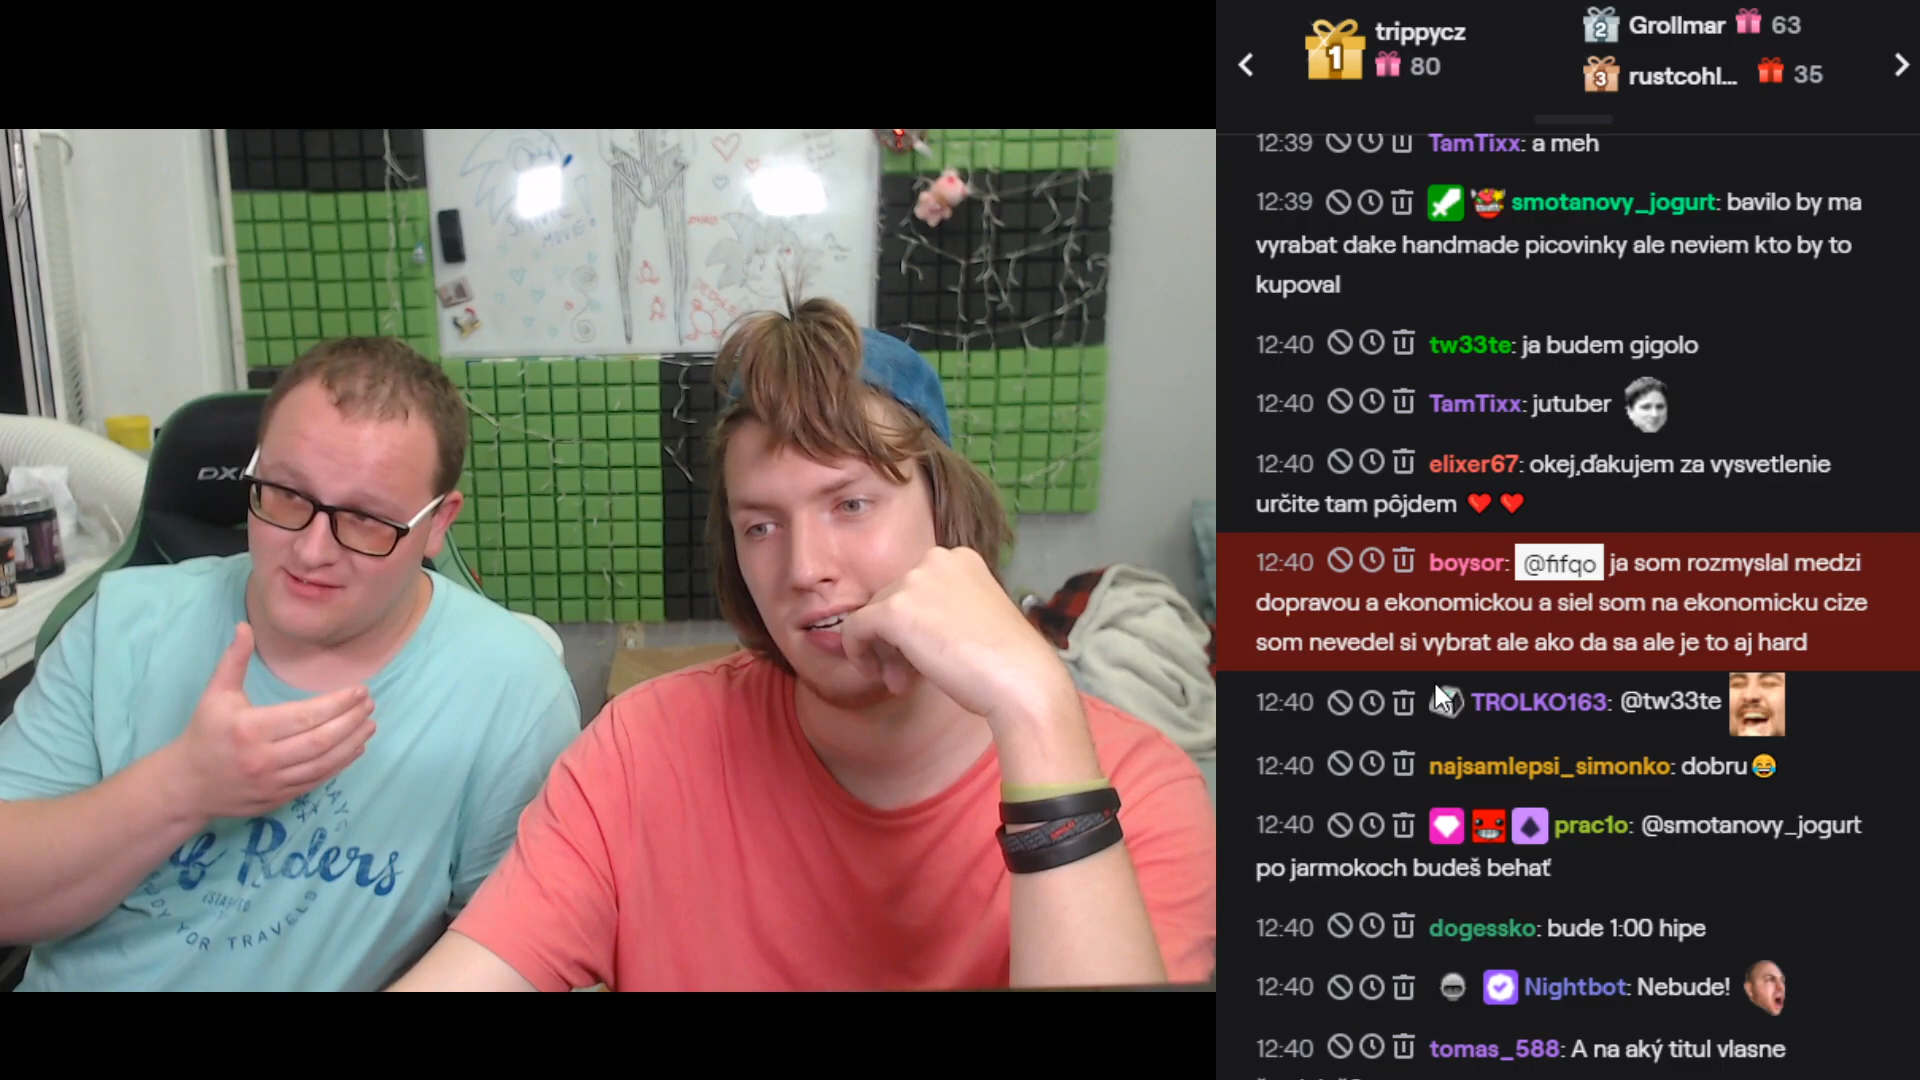 trippycz
80
Grollmar 63
rustcohl... 35
12:39 TamTixx: a meh
12:39 smotanovy_jogurt: bavilo by ma
vyrabat dake handmade picovinky ale neviem kto by to
kupoval
12:40 tw33te: ja budem gigolo
12:40 TamTixx: jutuber
12:40 elixer67: okej,ďakujem za vysvetlenie
určite tam pôjdem
12:40 boysor: @fifqo ja som rozmyslal medzi
dopravou a ekonomickou a siel som na ekonomicku cize
som nevedel si vybrat ale ako da sa ale je to aj hard
12:40 TROLKO163: @tw33te
12:40 najsamlepsi_simonko: dobru
12:40 prac1o: @smotanovy_jogurt
po jarmokoch budeš behať
12:40 dogessko: bude 1:00 hipe
12:40 Nightbot: Nebude!
12:40 tomas_588: A na aký titul vlasne
1
2
3
Riders
TRAVEL